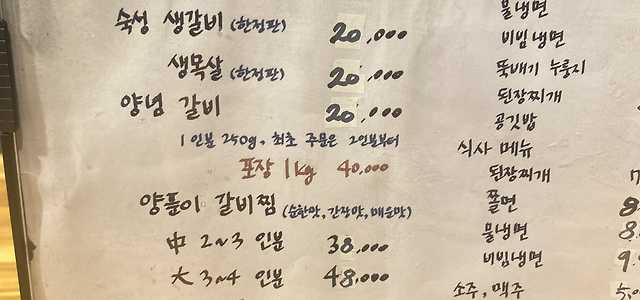 숙성 생갈비 (한정판) 20,000
생목살 (한정판) 20,000
양념 갈비 20,000
1인분 250g, 최초 주문은 2인분부터
포장 1kg 40,000
양푼이 갈비찜 (순한맛, 간장맛, 매운맛)
中 2~3 인분 38,000
大 3~4 인분 48,000
물냉면
비빔냉면
뚝배기 누룽지
된장찌개
공깃밥
식사 메뉴
된장찌개
쫄면
물냉면
비빔냉면
소주, 맥주